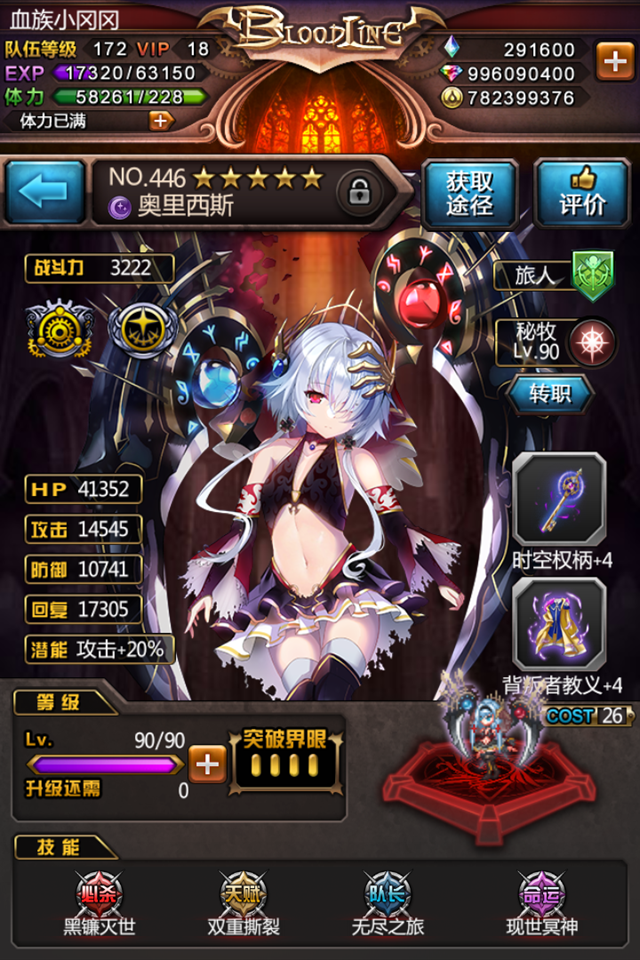 血族小冈冈
BLOODLINE
队伍等级 172 VIP 18
291600
EXP 17320/63150
996090400
体力 58261/228
782399376
体力已满
NO.446
奥里西斯
获取
途径
评价
战斗力 3222
旅人
秘牧
Lv.90
转职
HP 41352
攻击 14545
防御 10741
回复 17305
潜能 攻击+20%
时空权柄+4
背叛者教义+4
COST 26
等级
Lv. 90/90
突破界限
升级还需 0
技能
必杀 天赋 队长 命运
黑镰灭世 双重撕裂 无尽之旅 现世冥神